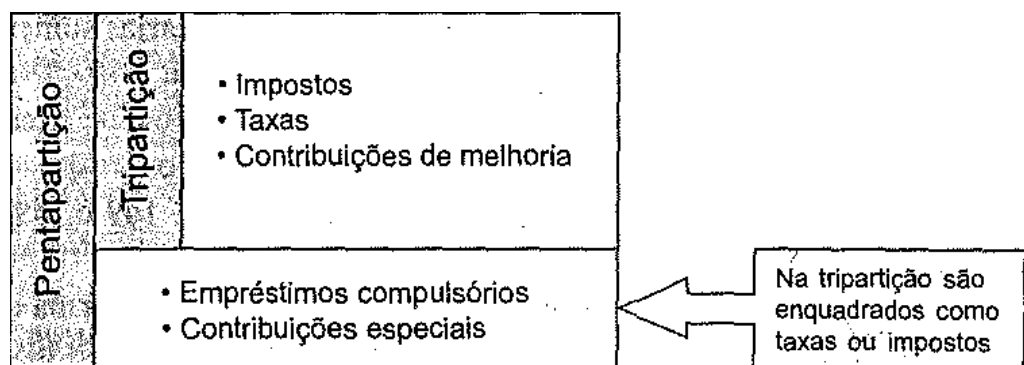 Pentapartição
Tripartição
• Impostos
• Taxas
• Contribuições de melhoria
• Empréstimos compulsórios
• Contribuições especiais
Na tripartição são
enquadrados como
taxas ou impostos